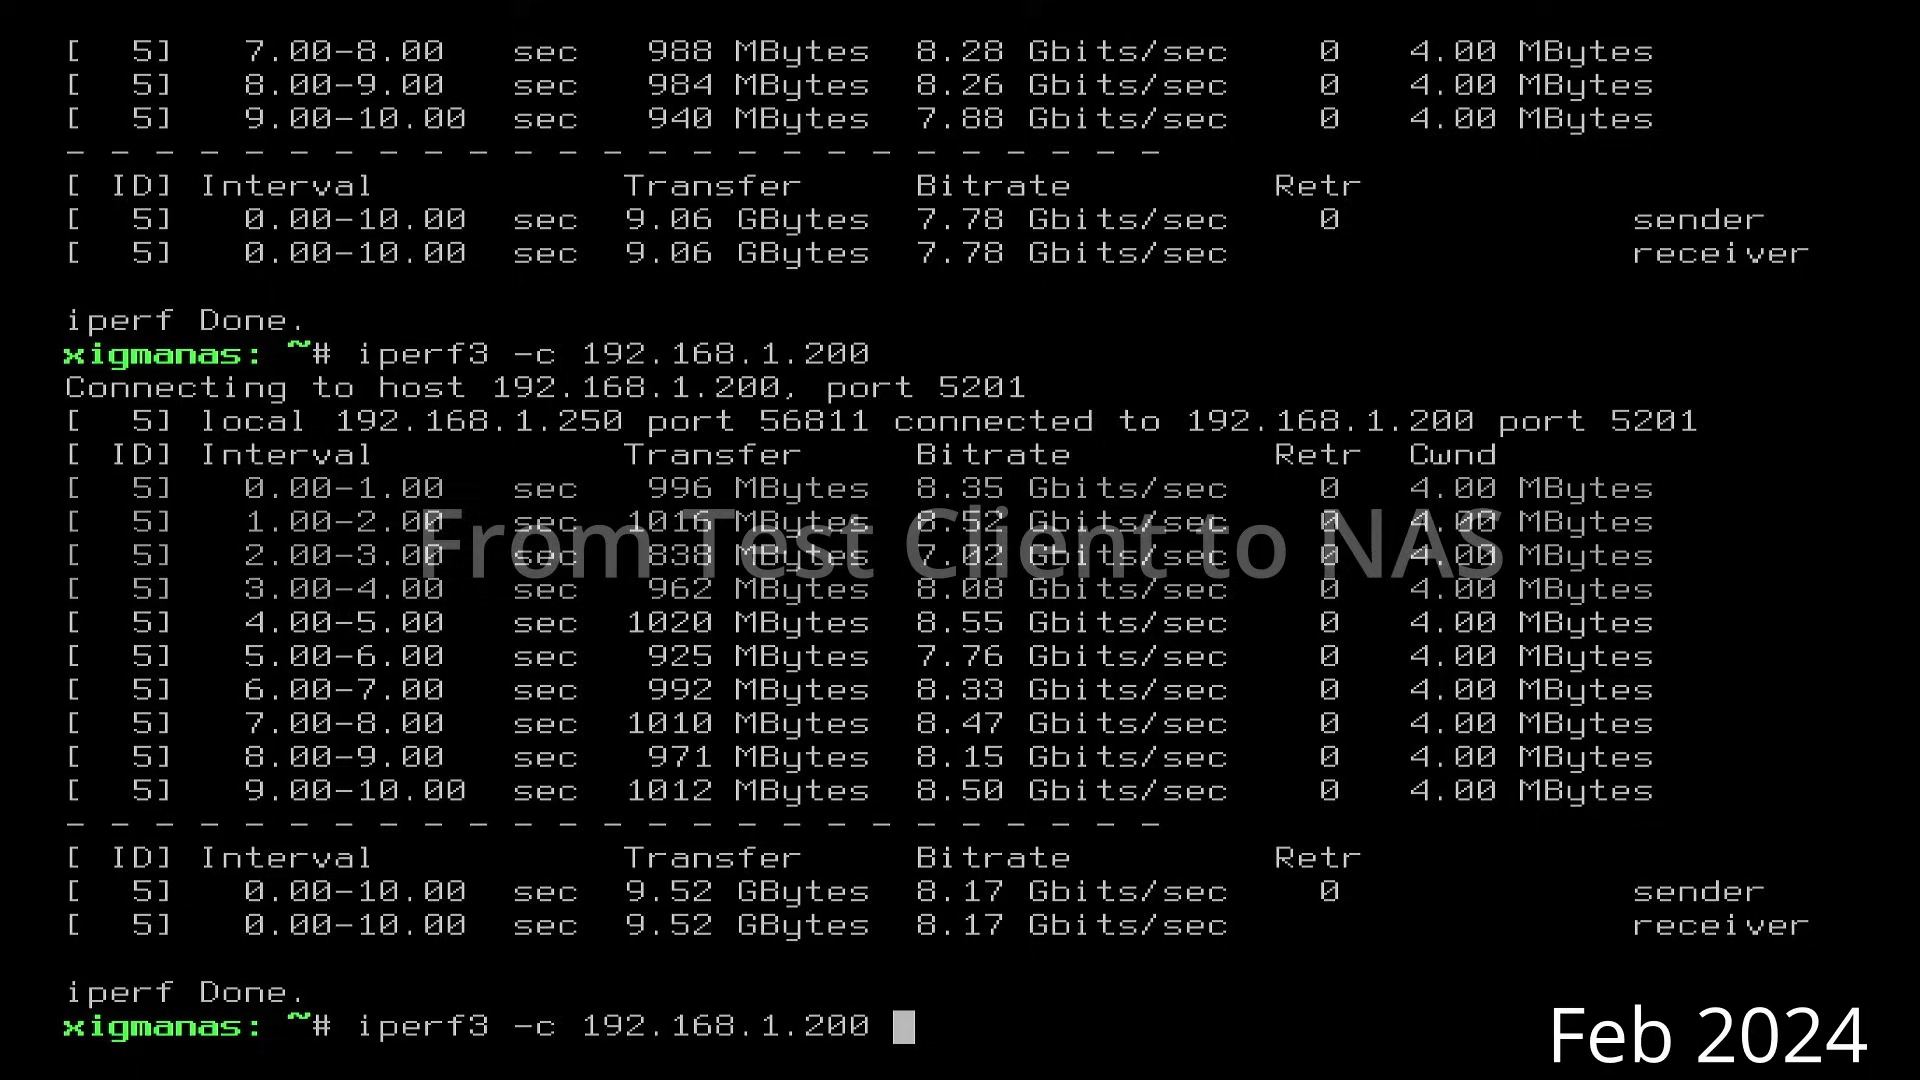 [ 5] 7.00-8.00 sec 988 MBytes 8.28 Gbits/sec 0 4.00 MBytes
[ 5] 8.00-9.00 sec 984 MBytes 8.26 Gbits/sec 0 4.00 MBytes
[ 5] 9.00-10.00 sec 940 MBytes 7.88 Gbits/sec 0 4.00 MBytes
- - - - - - - - - - - - - - - - - - - - - - - - -
[ ID] Interval Transfer Bitrate Retr
[ 5] 0.00-10.00 sec 9.06 GBytes 7.78 Gbits/sec 0 sender
[ 5] 0.00-10.00 sec 9.06 GBytes 7.78 Gbits/sec receiver
iperf Done.
xigmanas: ~# iperf3 -c 192.168.1.200
Connecting to host 192.168.1.200, port 5201
[ 5] local 192.168.1.250 port 56811 connected to 192.168.1.200 port 5201
[ ID] Interval Transfer Bitrate Retr Cwnd
[ 5] 0.00-1.00 sec 996 MBytes 8.35 Gbits/sec 0 4.00 MBytes
[ 5] 1.00-2.00 sec 1016 MBytes 8.52 Gbits/sec 0 4.00 MBytes
From Test Client to NAS
[ 5] 2.00-3.00 sec 838 MBytes 7.02 Gbits/sec 0 4.00 MBytes
[ 5] 3.00-4.00 sec 962 MBytes 8.08 Gbits/sec 0 4.00 MBytes
[ 5] 4.00-5.00 sec 1020 MBytes 8.55 Gbits/sec 0 4.00 MBytes
[ 5] 5.00-6.00 sec 925 MBytes 7.76 Gbits/sec 0 4.00 MBytes
[ 5] 6.00-7.00 sec 992 MBytes 8.33 Gbits/sec 0 4.00 MBytes
[ 5] 7.00-8.00 sec 1010 MBytes 8.47 Gbits/sec 0 4.00 MBytes
[ 5] 8.00-9.00 sec 971 MBytes 8.15 Gbits/sec 0 4.00 MBytes
[ 5] 9.00-10.00 sec 1012 MBytes 8.50 Gbits/sec 0 4.00 MBytes
- - - - - - - - - - - - - - - - - - - - - - - - -
[ ID] Interval Transfer Bitrate Retr
[ 5] 0.00-10.00 sec 9.52 GBytes 8.17 Gbits/sec 0 sender
[ 5] 0.00-10.00 sec 9.52 GBytes 8.17 Gbits/sec receiver
iperf Done.
xigmanas: ~# iperf3 -c 192.168.1.200
Feb 2024